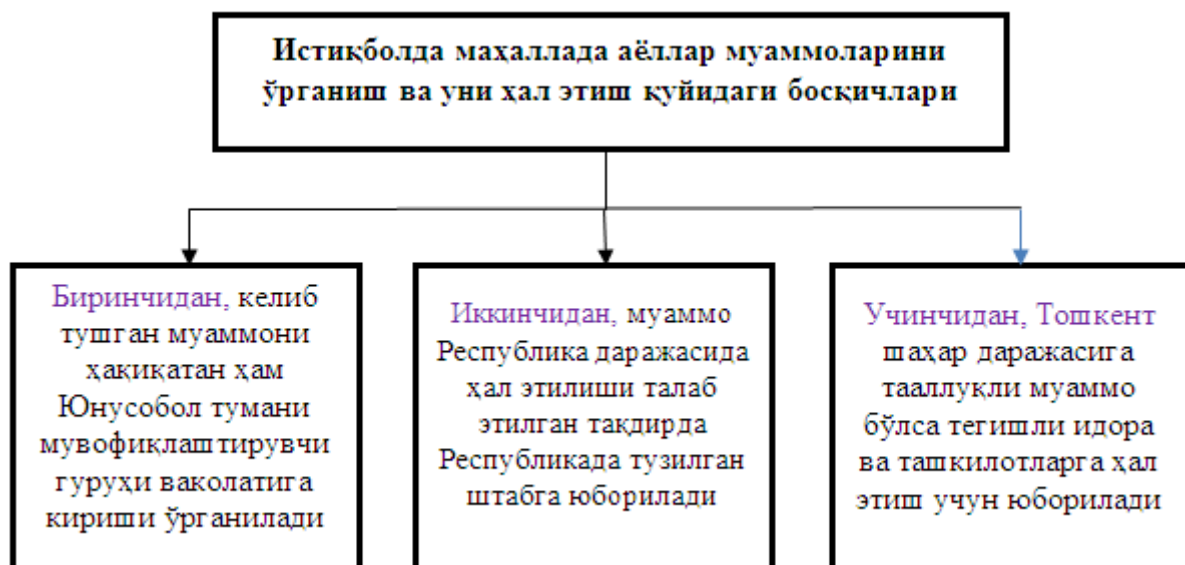 Истиқболда маҳаллада аёллар муаммоларини
ўрганиш ва уни ҳал этиш қуйидаги босқичлари
Биринчидан, келиб
тушган муаммони
ҳақиқатан ҳам
Юнусобол тумани
мувофиқлаштирувчи
гуруҳи ваколатига
кириши ўрганилади
Иккинчидан, муаммо
Республика даражасида
ҳал этилиши талаб
этилган тақдирда
Республикада тузилган
штабга юборилади
Учинчидан, Тошкент
шаҳар даражасига
тааллуқли муаммо
бўлса тегишли идора
ва ташкилотларга ҳал
этиш учун юборилади